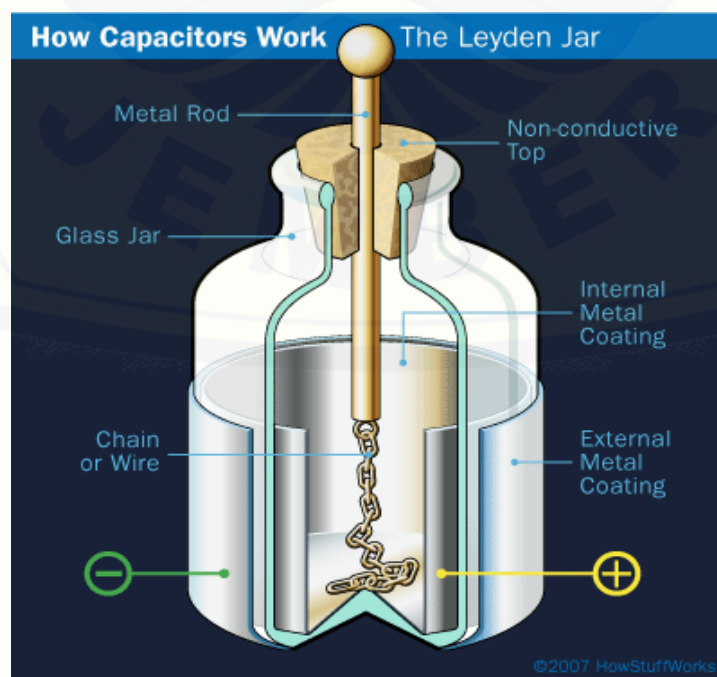 How Capacitors Work The Leyden Jar
Metal Rod
Non-conductive
Top
Glass Jar
Internal
Metal
Coating
Chain
or Wire
External
Metal
Coating
©2007 HowStuffWorks